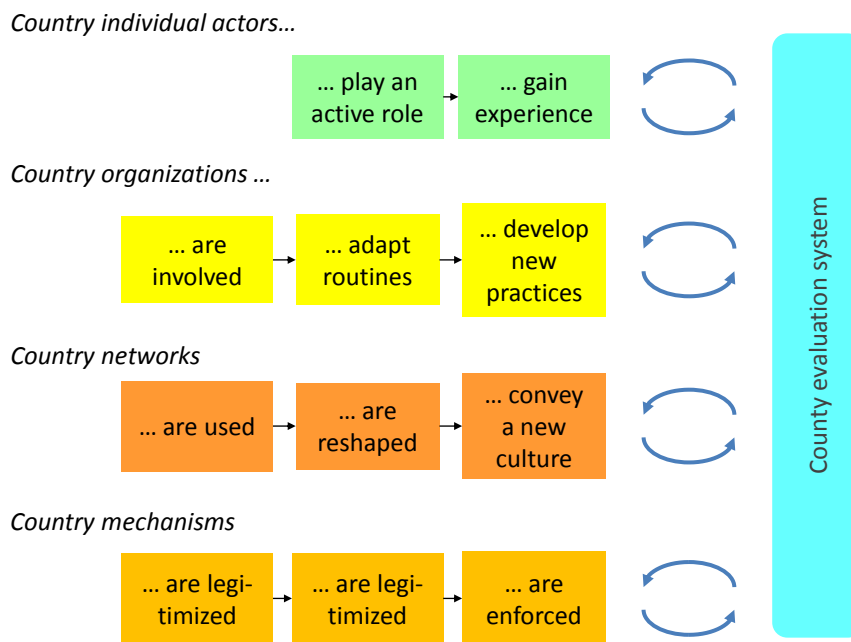 Country individual actors…
… play an
active role
… gain
experience
Country organizations …
… are
involved
… adapt
routines
… develop
new
practices
Country networks
… are used
… are
reshaped
… convey
a new
culture
Country mechanisms
… are legi-
timized
… are legi-
timized
… are
enforced
County evaluation system